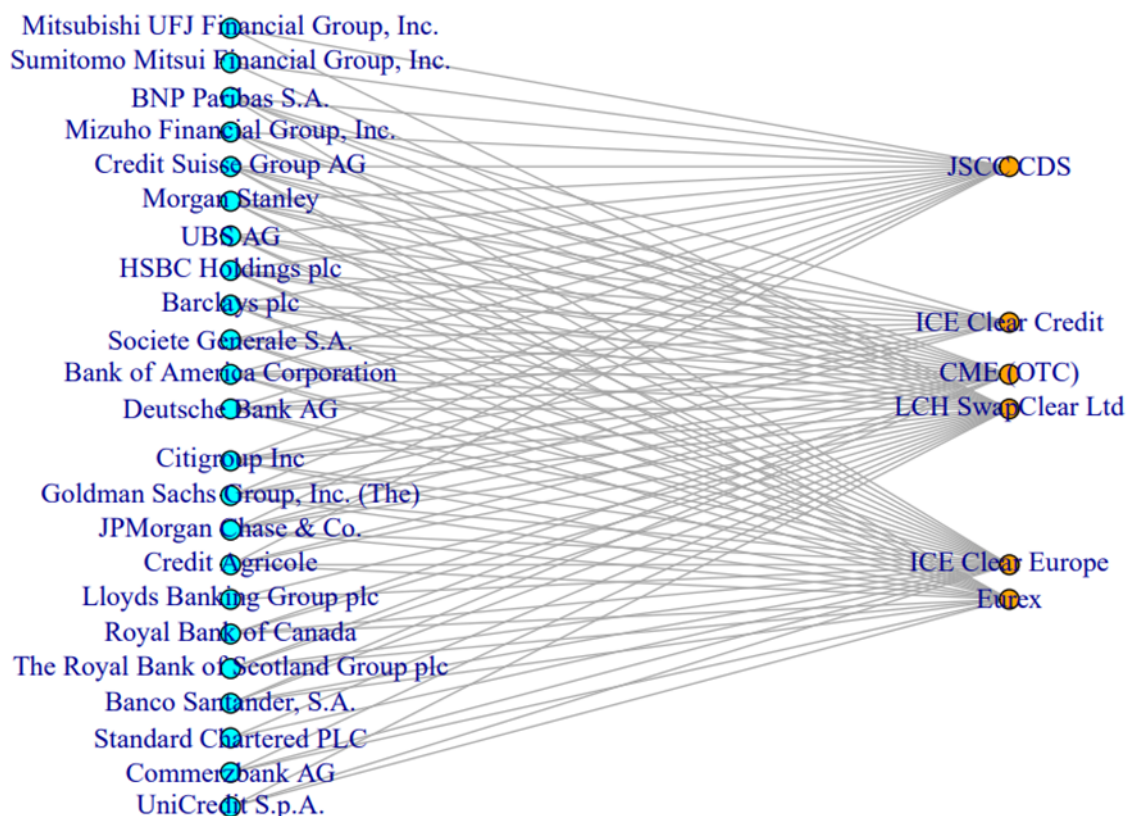 Mitsubishi UFJ Financial Group, Inc.
Sumitomo Mitsui Financial Group, Inc.
BNP Paribas S.A.
Mizuho Financial Group, Inc.
Credit Suisse Group AG
Morgan Stanley
UBS AG
HSBC Holdings plc
Barclays plc
Societe Generale S.A.
Bank of America Corporation
Deutsche Bank AG
Citigroup Inc
Goldman Sachs Group, Inc. (The)
JPMorgan Chase & Co.
Credit Agricole
Lloyds Banking Group plc
Royal Bank of Canada
The Royal Bank of Scotland Group plc
Banco Santander, S.A.
Standard Chartered PLC
Commerzbank AG
UniCredit S.p.A.
JSCC CDS
ICE Clear Credit
CME (OTC)
LCH SwapClear Ltd
ICE Clear Europe
Eurex